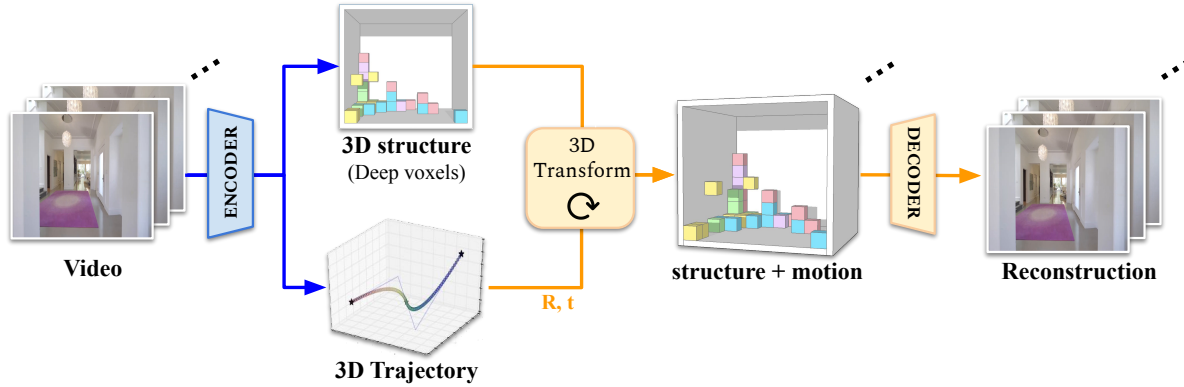 Video
ENCODER
3D structure
(Deep voxels)
3D Trajectory
R, t
3D
Transform
structure + motion
DECODER
Reconstruction